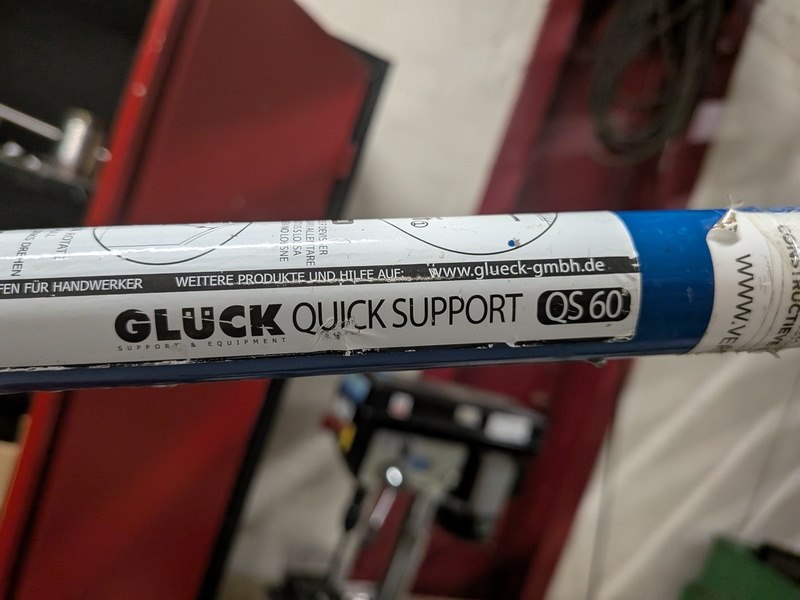 FEN FÜR HANDWERKER WEITERE PRODUKTE UND HILFE AUF: www.glueck-gmbh.de
GLÜCK QUICK SUPPORT QS 60
SUPPORT & EQUIPMENT